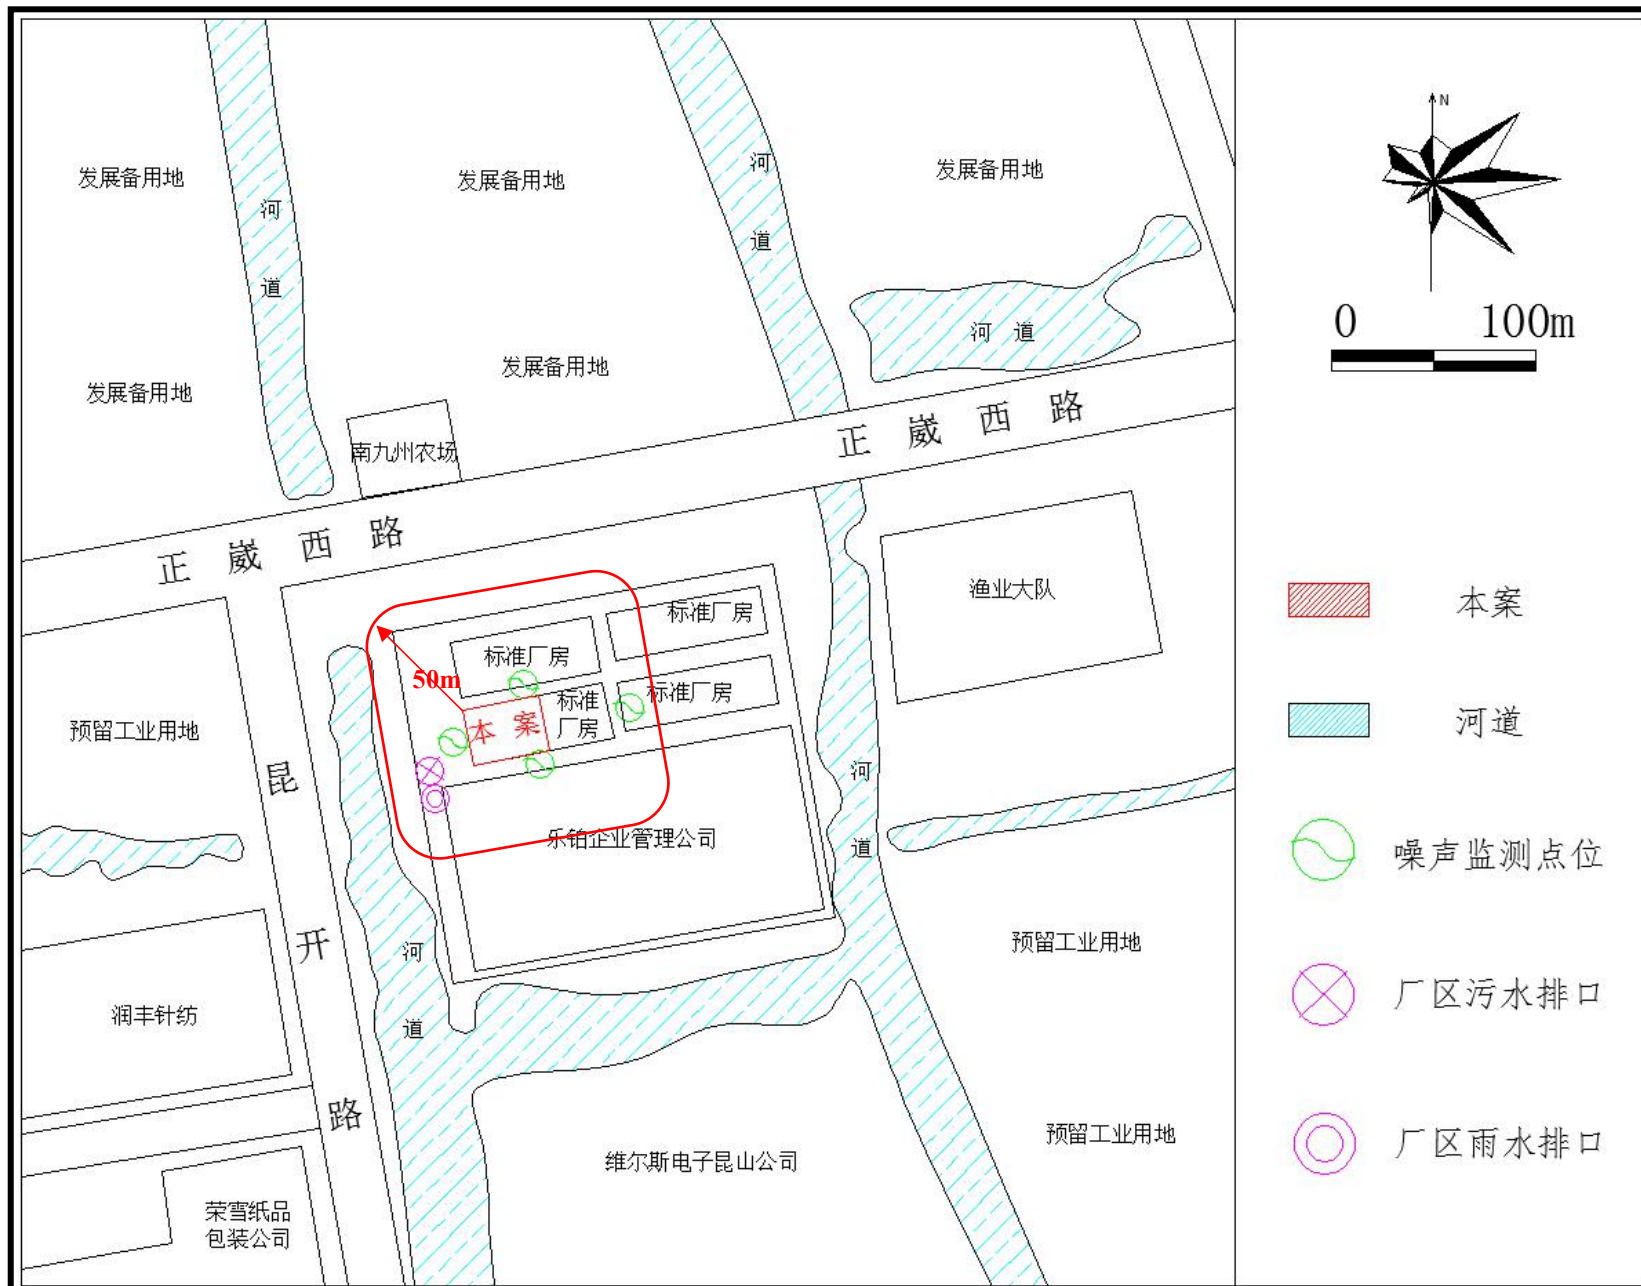 发展备用地
发展备用地
发展备用地
河
道
河
道
N
0 100m
河 道
发展备用地
发展备用地
南九州农场
正 崴 西 路
正 崴 西 路
本案
标准厂房
渔业大队
标准厂房
50m
标准
厂房
标准厂房
本 案
预留工业用地
河道
昆
开
路
河
道
乐铂企业管理公司
噪声监测点位
河
道
预留工业用地
厂区污水排口
润丰针纺
预留工业用地
厂区雨水排口
维尔斯电子昆山公司
荣雪纸品
包装公司